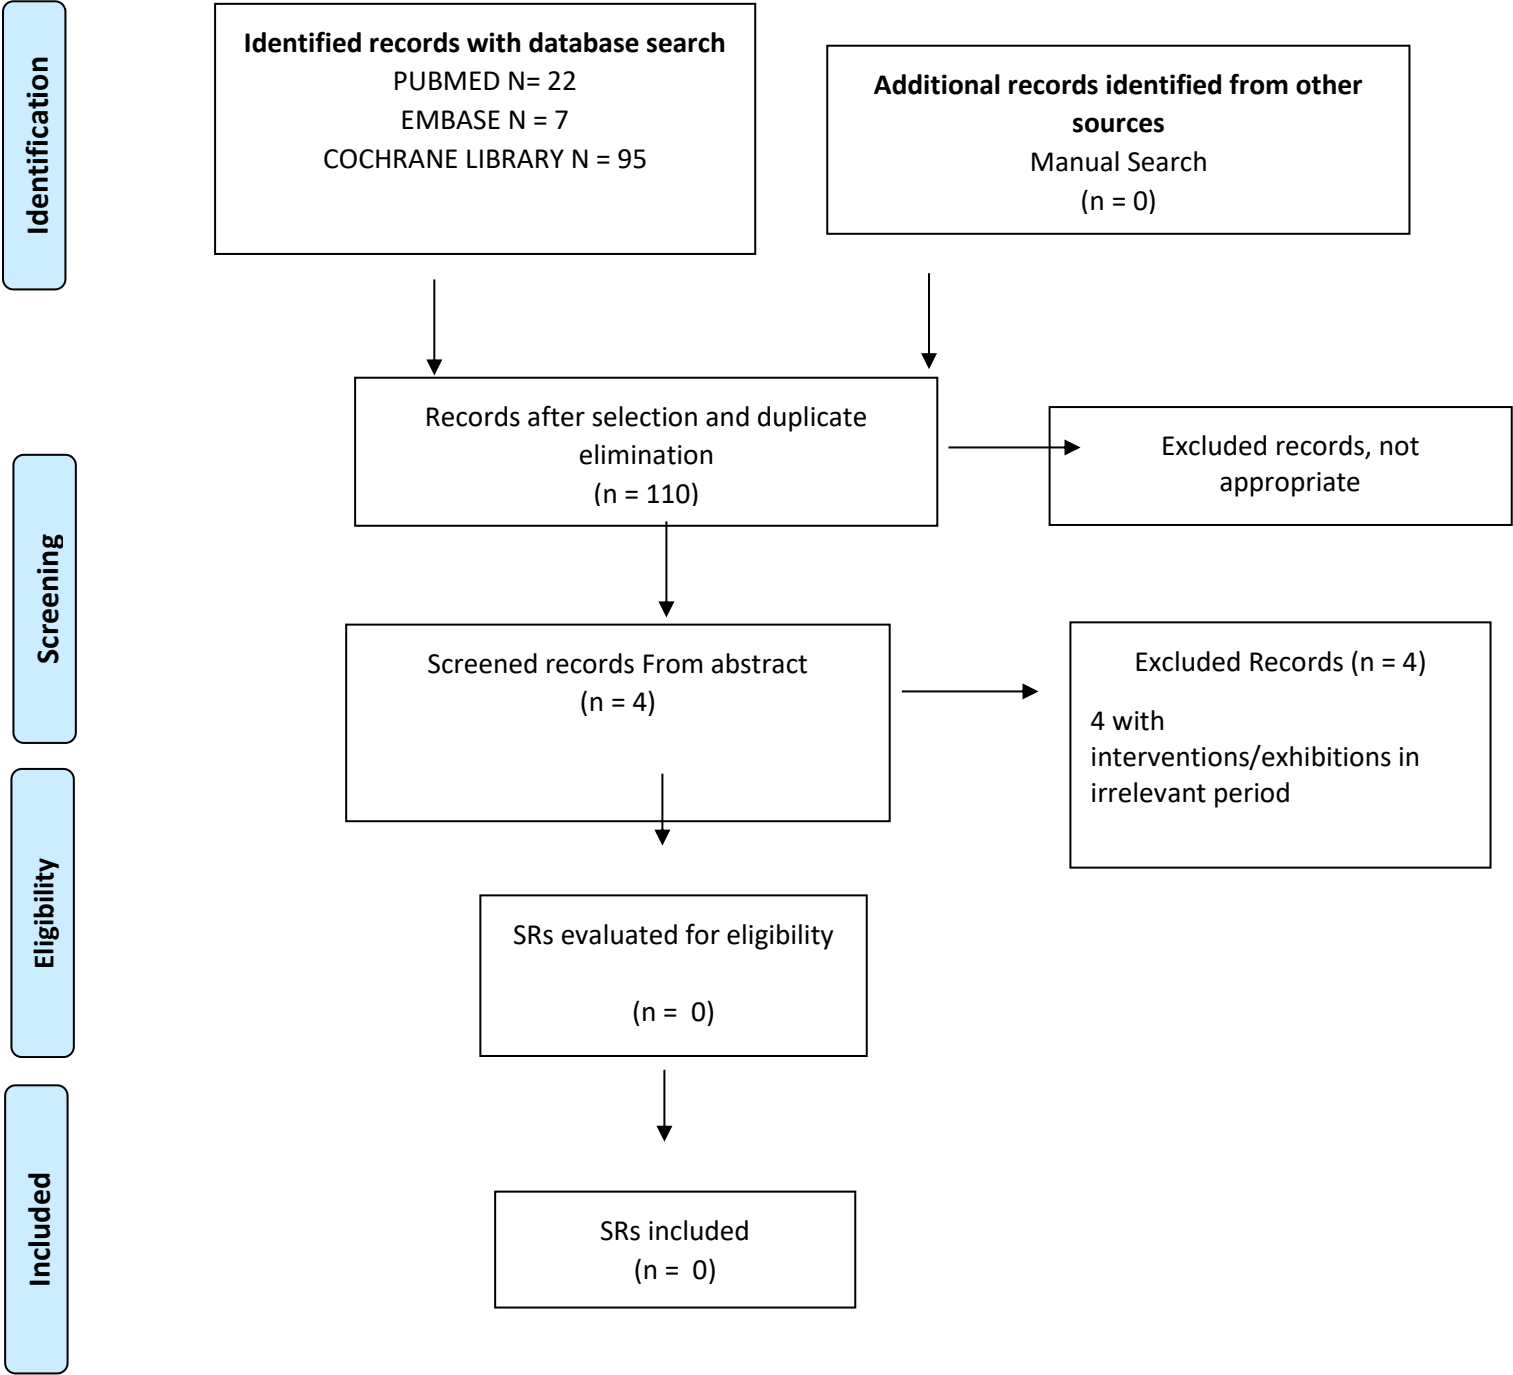 Identification
Identified records with database search
PUBMED N= 22
EMBASE N = 7
COCHRANE LIBRARY N = 95
Additional records identified from other
sources
Manual Search
(n = 0)
Screening
Records after selection and duplicate
elimination
(n = 110)
Excluded records, not
appropriate
Screened records From abstract
(n = 4)
Excluded Records (n = 4)
4 with
interventions/exhibitions in
irrelevant period
Eligibility
SRs evaluated for eligibility
(n =  0)
Included
SRs included
(n =  0)